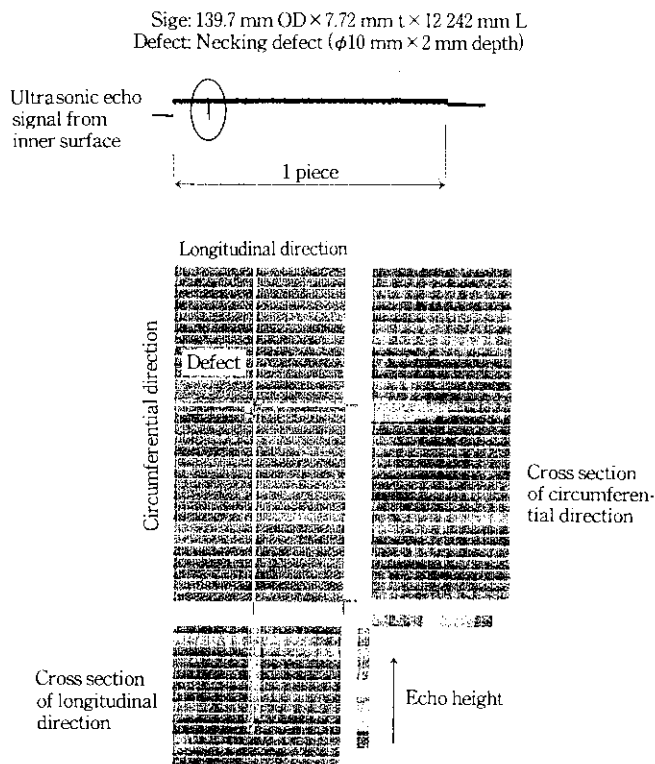 Sige: 139.7 mm OD × 7.72 mm t × 12 242 mm L
Defect: Necking defect (ϕ10 mm × 2 mm depth)
Ultrasonic echo
signal from
inner surface
1 piece
Longitudinal direction
Circumferential direction
Defect
Cross section
of circumferen-
tial direction
Cross section
of longitudinal
direction
Echo height